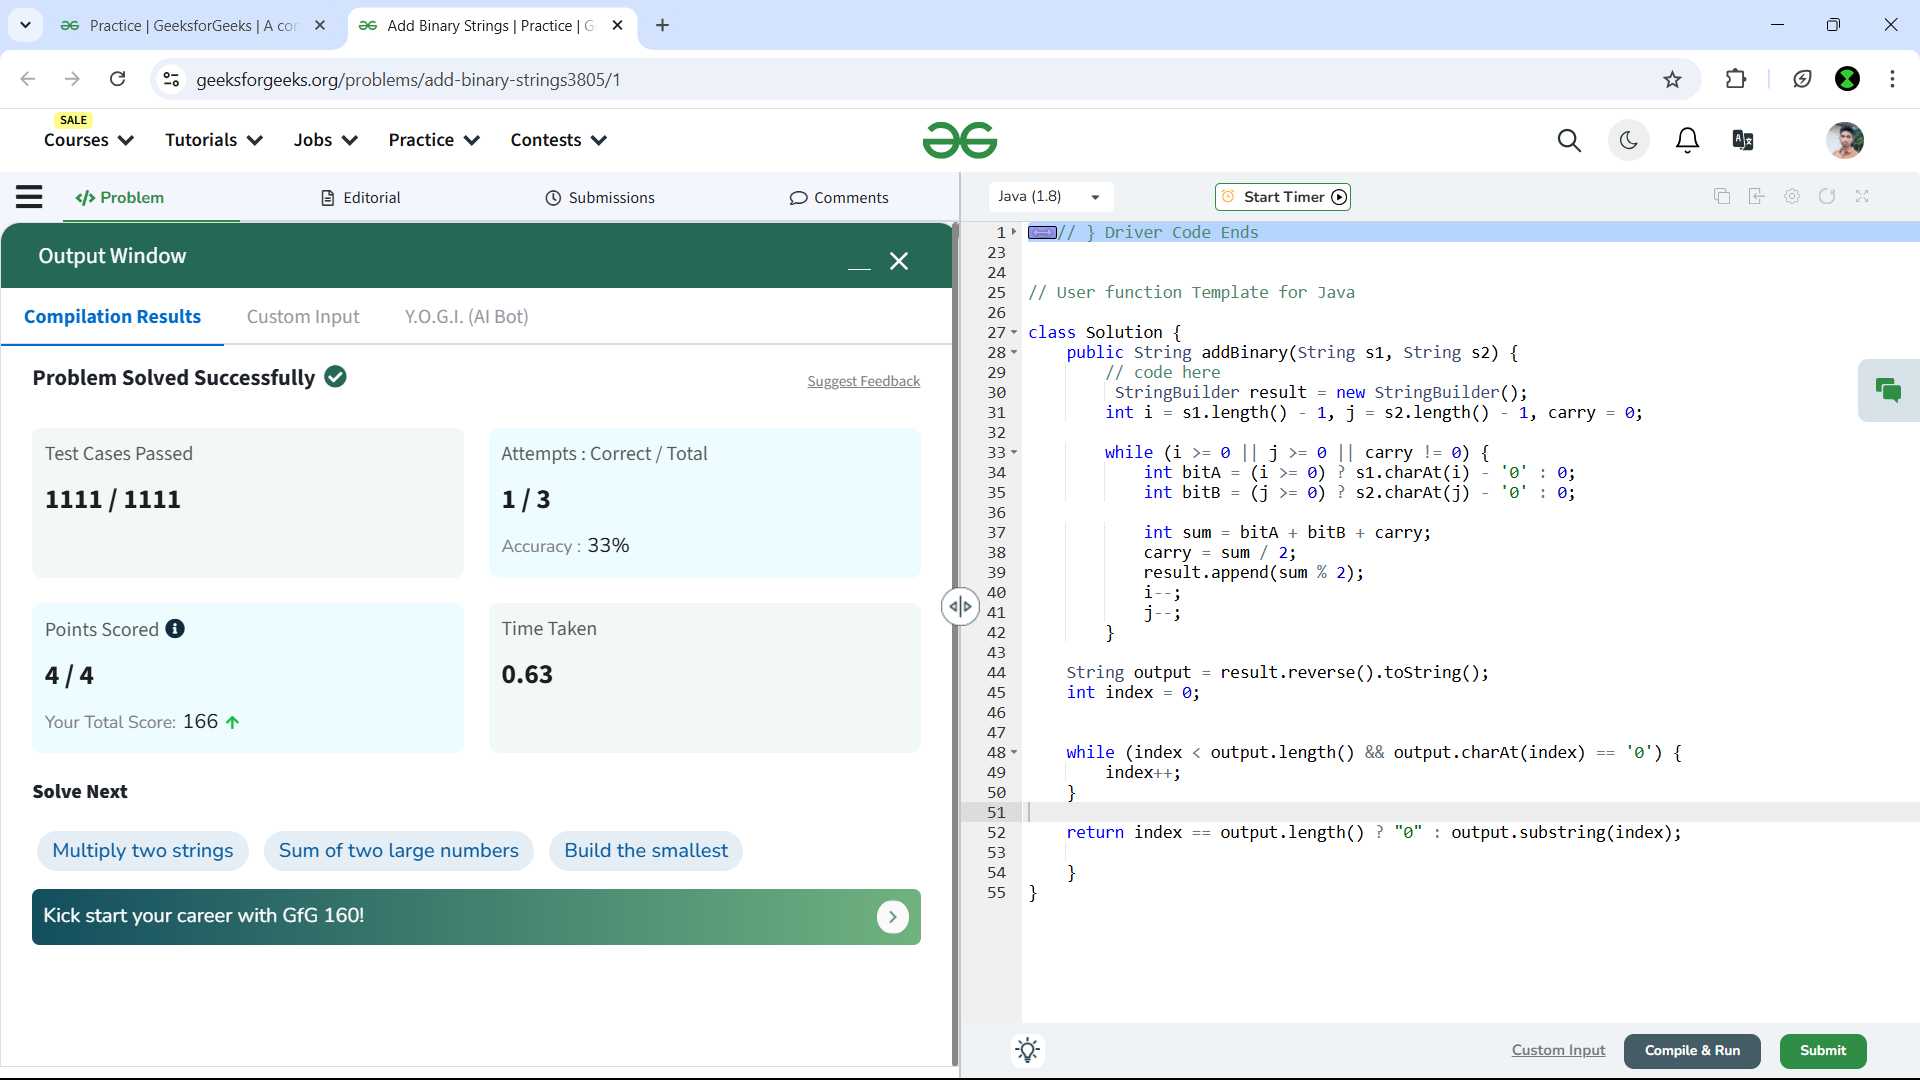 Practice | GeeksforGeeks | A co
Add Binary Strings | Practice | G
geeksforgeeks.org/problems/add-binary-strings3805/1
SALE
Courses
Tutorials
Jobs
Practice
Contests
Problem
Editorial
Submissions
Comments
Java (1.8)
Start Timer
Output Window
Compilation Results
Custom Input
Y.O.G.I. (AI Bot)
Problem Solved Successfully
Suggest Feedback
Test Cases Passed
1111 / 1111
Attempts : Correct / Total
1 / 3
Accuracy : 33%
Points Scored
4 / 4
Your Total Score: 166
Time Taken
0.63
Solve Next
Multiply two strings
Sum of two large numbers
Build the smallest
Kick start your career with GfG 160!
1 // } Driver Code Ends
23
24
25 // User function Template for Java
26
27 class Solution {
28 public String addBinary(String s1, String s2) {
29 // code here
30 StringBuilder result = new StringBuilder();
31 int i = s1.length() - 1, j = s2.length() - 1, carry = 0;
32
33 while (i >= 0 || j >= 0 || carry != 0) {
34 int bitA = (i >= 0) ? s1.charAt(i) - '0' : 0;
35 int bitB = (j >= 0) ? s2.charAt(j) - '0' : 0;
36
37 int sum = bitA + bitB + carry;
38 carry = sum / 2;
39 result.append(sum % 2);
40 i--;
41 j--;
42 }
43
44 String output = result.reverse().toString();
45 int index = 0;
46
47
48 while (index < output.length() && output.charAt(index) == '0') {
49 index++;
50 }
51
52 return index == output.length() ? "0" : output.substring(index);
53
54 }
55 }
Custom Input
Compile & Run
Submit